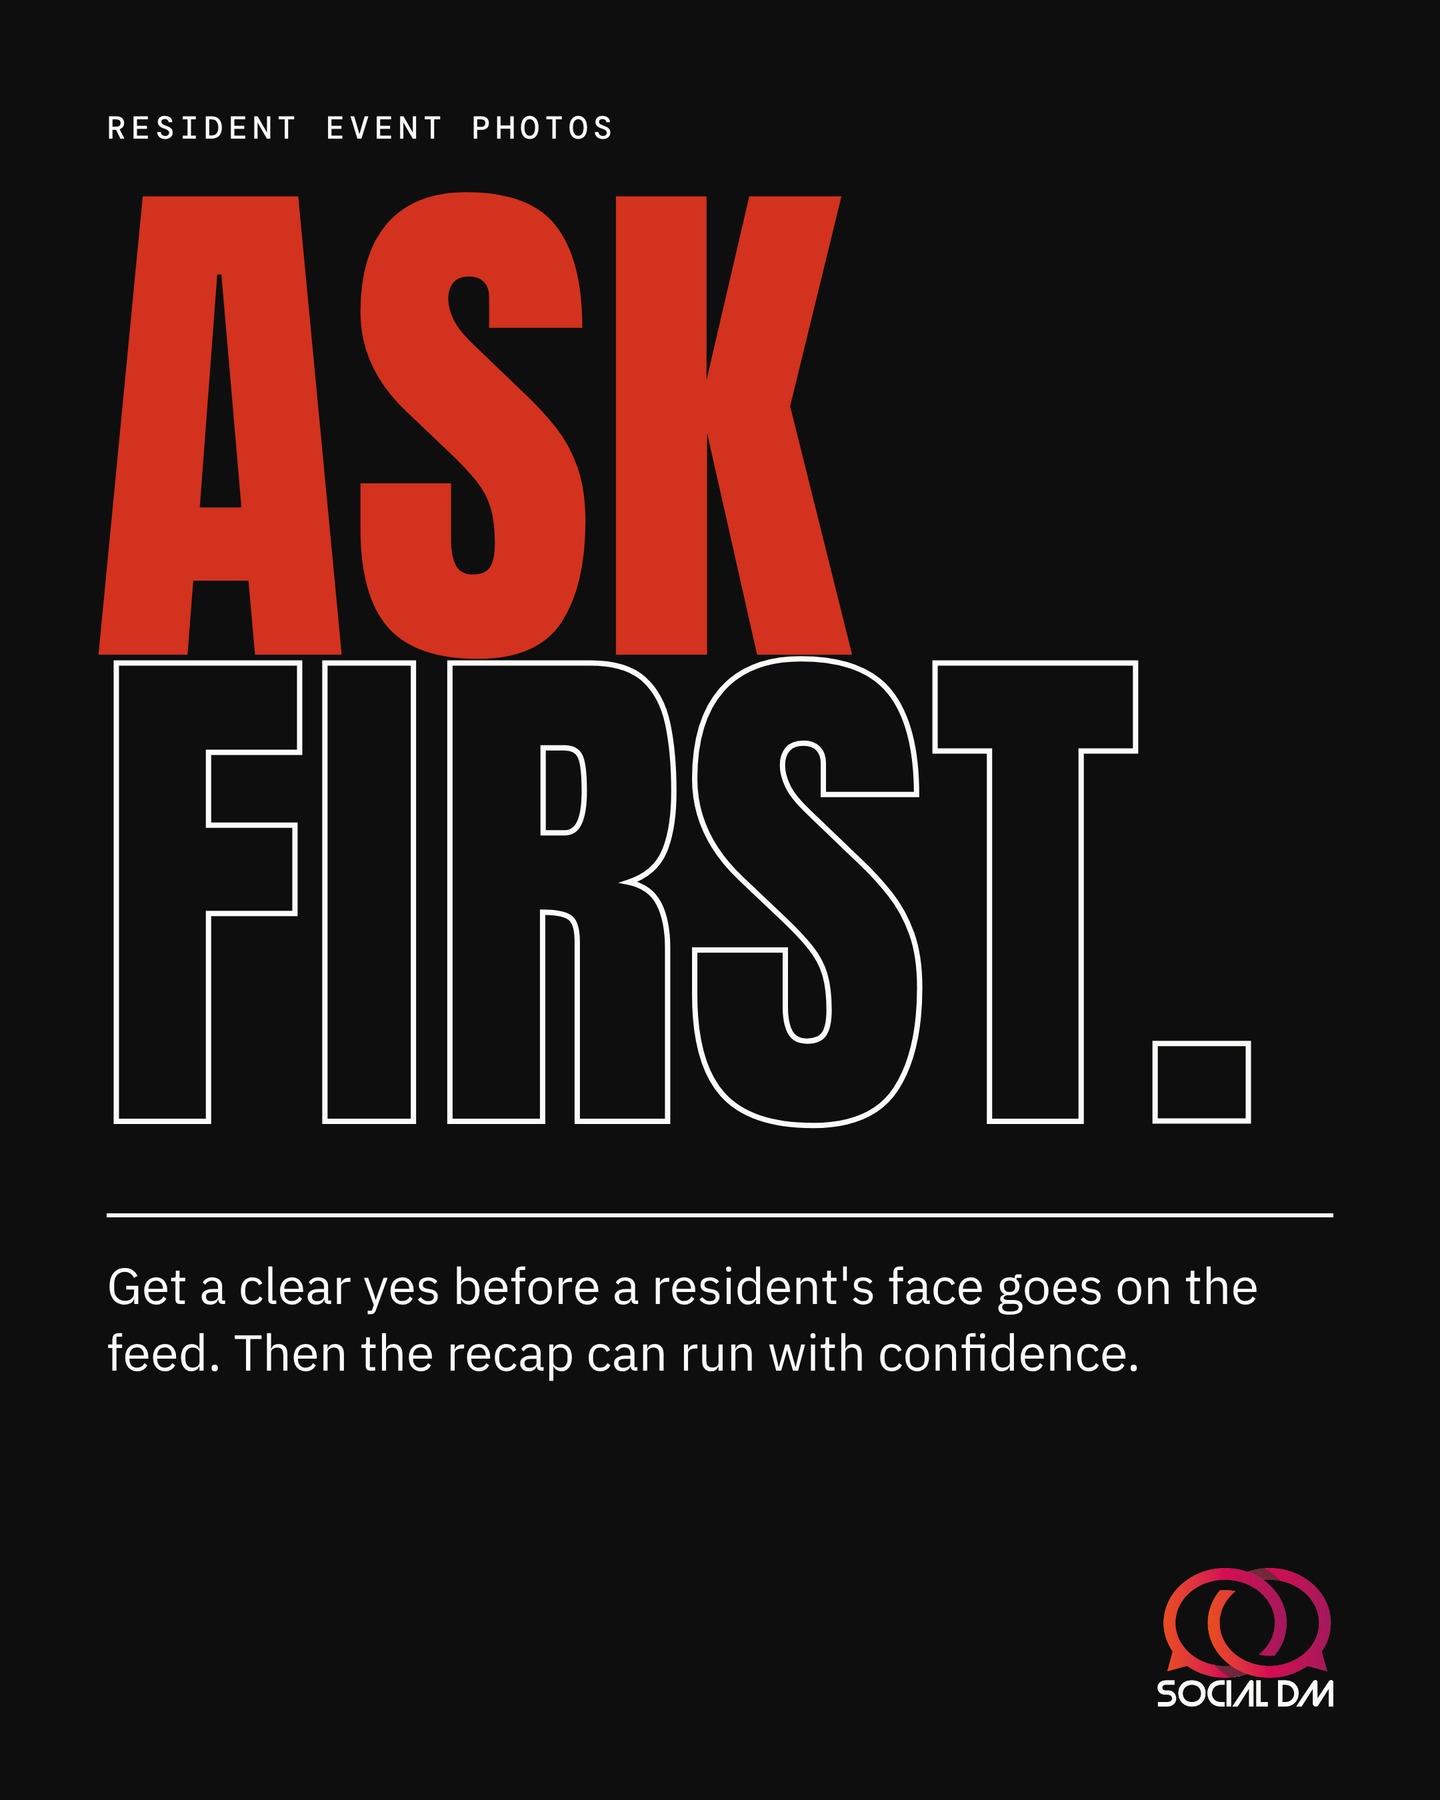 RESIDENT EVENT PHOTOS
ASK
FIRST.
Get a clear yes before a resident's face goes on the
feed. Then the recap can run with confidence.
SOCIAL DM